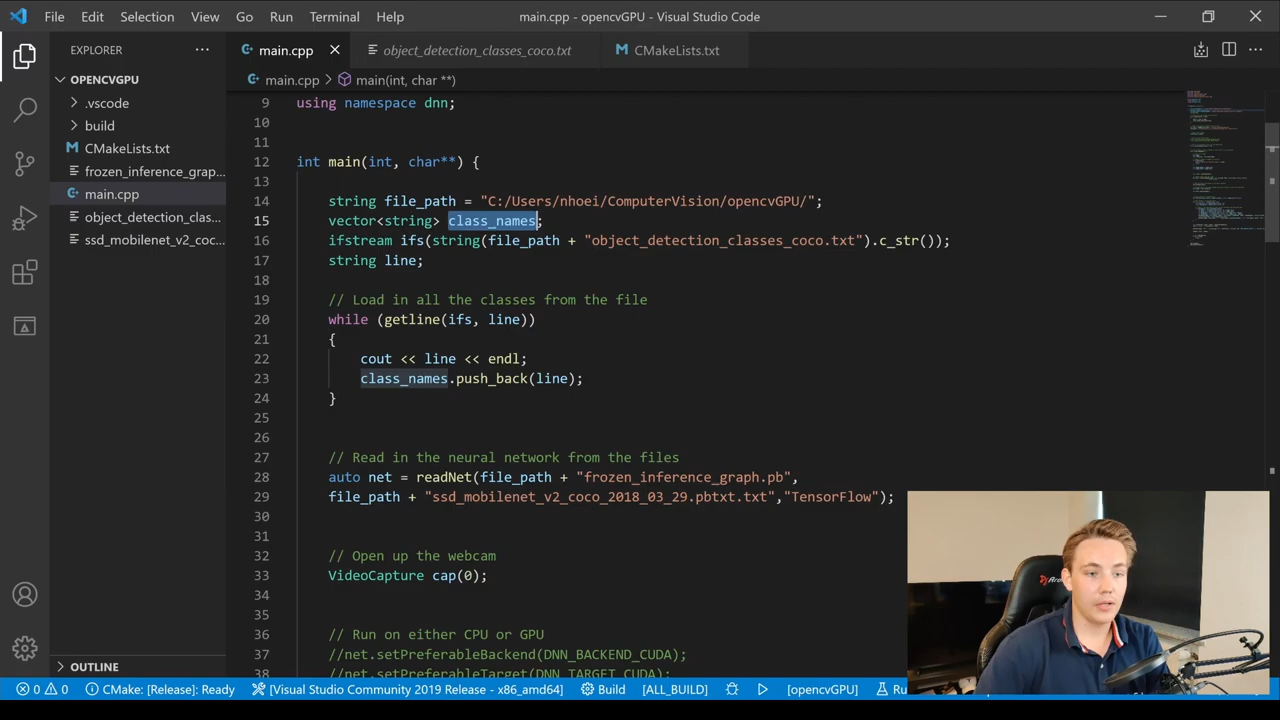 File Edit Selection View Go Run Terminal Help
main.cpp - opencvGPU - Visual Studio Code
EXPLORER
OPENCVGPU
.vscode
build
CMakeLists.txt
frozen_inference_grap...
main.cpp
object_detection_clas...
ssd_mobilenet_v2_co...
OUTLINE
main.cpp object_detection_classes_coco.txt CMakeLists.txt
main.cpp > main(int, char **)
9 using namespace dnn;
10
11
12 int main(int, char**) {
13
14 string file_path = "C:/Users/nhoei/ComputerVision/opencvGPU/";
15 vector<string> class_names;
16 ifstream ifs(string(file_path + "object_detection_classes_coco.txt").c_str());
17 string line;
18
19 // Load in all the classes from the file
20 while (getline(ifs, line))
21 {
22 cout << line << endl;
23 class_names.push_back(line);
24 }
25
26
27 // Read in the neural network from the files
28 auto net = readNet(file_path + "frozen_inference_graph.pb",
29 file_path + "ssd_mobilenet_v2_coco_2018_03_29.pbtxt.txt","TensorFlow");
30
31
32 // Open up the webcam
33 VideoCapture cap(0);
34
35
36 // Run on either CPU or GPU
37 //net.setPreferableBackend(DNN_BACKEND_CUDA);
38 //net.setPreferableTarget(DNN_TARGET_CUDA);
0 0 CMake: [Release]: Ready [Visual Studio Community 2019 Release - x86_amd64] Build [ALL_BUILD] [opencvGPU] Ru